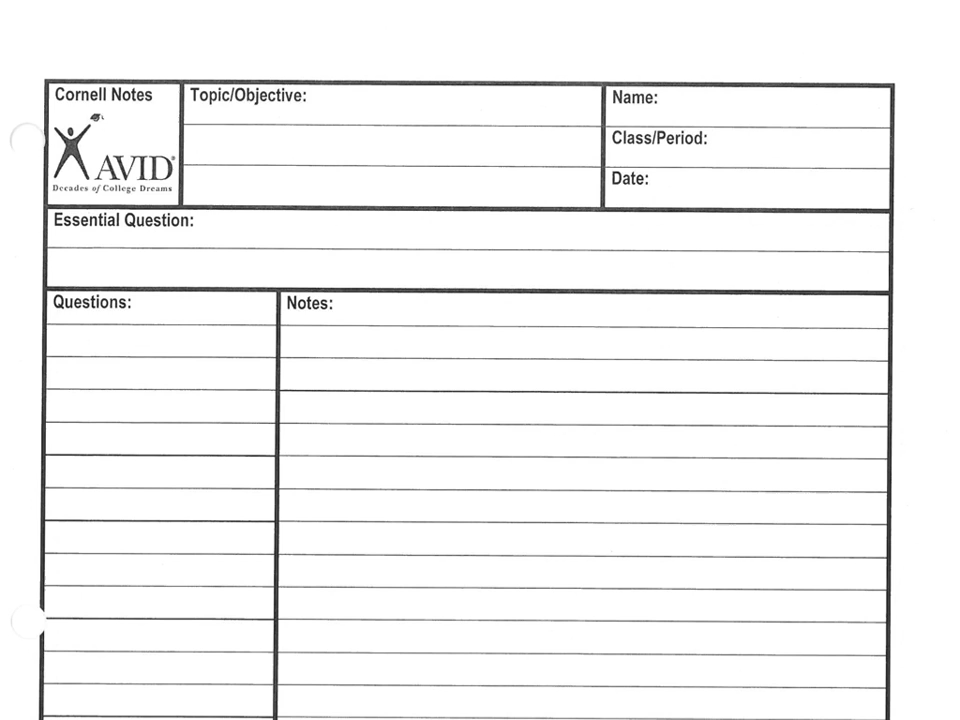 Cornell Notes
AVID®
Decades of College Dreams
Topic/Objective:
Name:
Class/Period:
Date:
Essential Question:
Questions:
Notes: